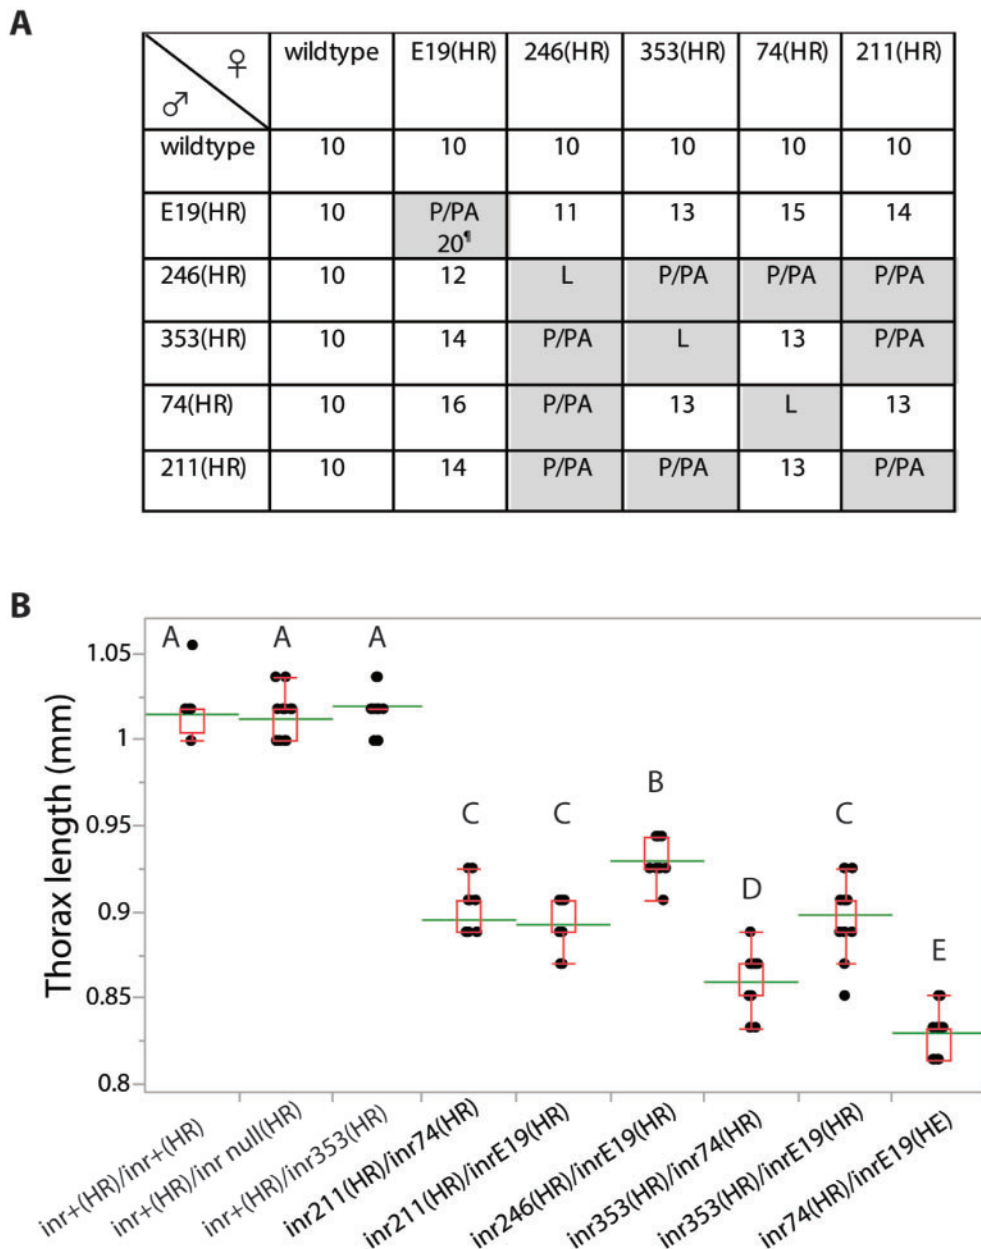 A
♀
♂
wildtype E19(HR) 246(HR) 353(HR) 74(HR) 211(HR)
wildtype 10 10 10 10 10 10
E19(HR) 10 P/PA 11 13 15 14
20¶
246(HR) 10 12 L P/PA P/PA P/PA
353(HR) 10 14 P/PA L 13 P/PA
74(HR) 10 16 P/PA 13 L 13
211(HR) 10 14 P/PA P/PA 13 P/PA
B
Thorax length (mm)
1.05
1
0.95
0.9
0.85
0.8
A A A C C B D C E
inr+(HR)/inr+(HR)
inr+(HR)/inr null(HR)
inr+(HR)/inr353(HR)
inr211(HR)/inr74(HR)
inr211(HR)/inrE19(HR)
inr246(HR)/inrE19(HR)
inr353(HR)/inr74(HR)
inr353(HR)/inrE19(HR)
inr74(HR)/inrE19(HE)